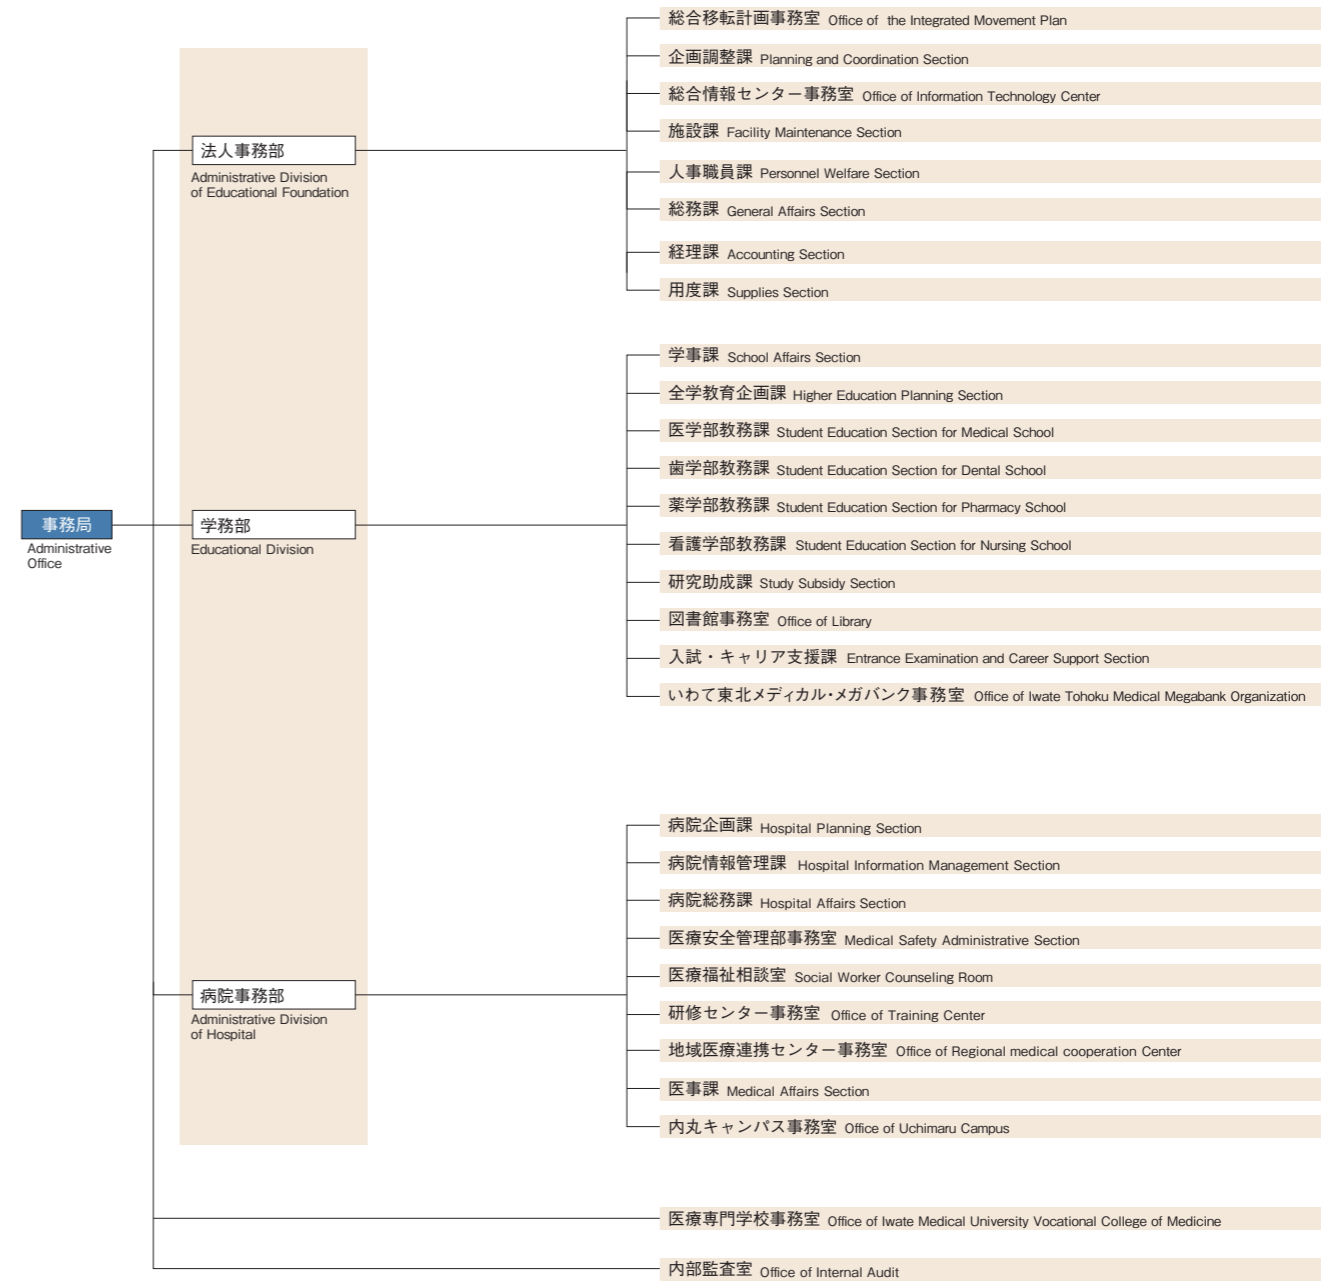 事務局
Administrative
Office
法人事務部
Administrative Division
of Educational Foundation
総合移転計画事務室 Office of the Integrated Movement Plan
企画調整課 Planning and Coordination Section
総合情報センター事務室 Office of Information Technology Center
施設課 Facility Maintenance Section
人事職員課 Personnel Welfare Section
総務課 General Affairs Section
経理課 Accounting Section
用度課 Supplies Section
学務部
Educational Division
学事課 School Affairs Section
全学教育企画課 Higher Education Planning Section
医学部教務課 Student Education Section for Medical School
歯学部教務課 Student Education Section for Dental School
薬学部教務課 Student Education Section for Pharmacy School
看護学部教務課 Student Education Section for Nursing School
研究助成課 Study Subsidy Section
図書館事務室 Office of Library
入試・キャリア支援課 Entrance Examination and Career Support Section
いわて東北メディカル・メガバンク事務室 Office of Iwate Tohoku Medical Megabank Organization
病院事務部
Administrative Division
of Hospital
病院企画課 Hospital Planning Section
病院情報管理課 Hospital Information Management Section
病院総務課 Hospital Affairs Section
医療安全管理部事務室 Medical Safety Administrative Section
医療福祉相談室 Social Worker Counseling Room
研修センター事務室 Office of Training Center
地域医療連携センター事務室 Office of Regional medical cooperation Center
医事課 Medical Affairs Section
内丸キャンパス事務室 Office of Uchimaru Campus
医療専門学校事務室 Office of Iwate Medical University Vocational College of Medicine
内部監査室 Office of Internal Audit